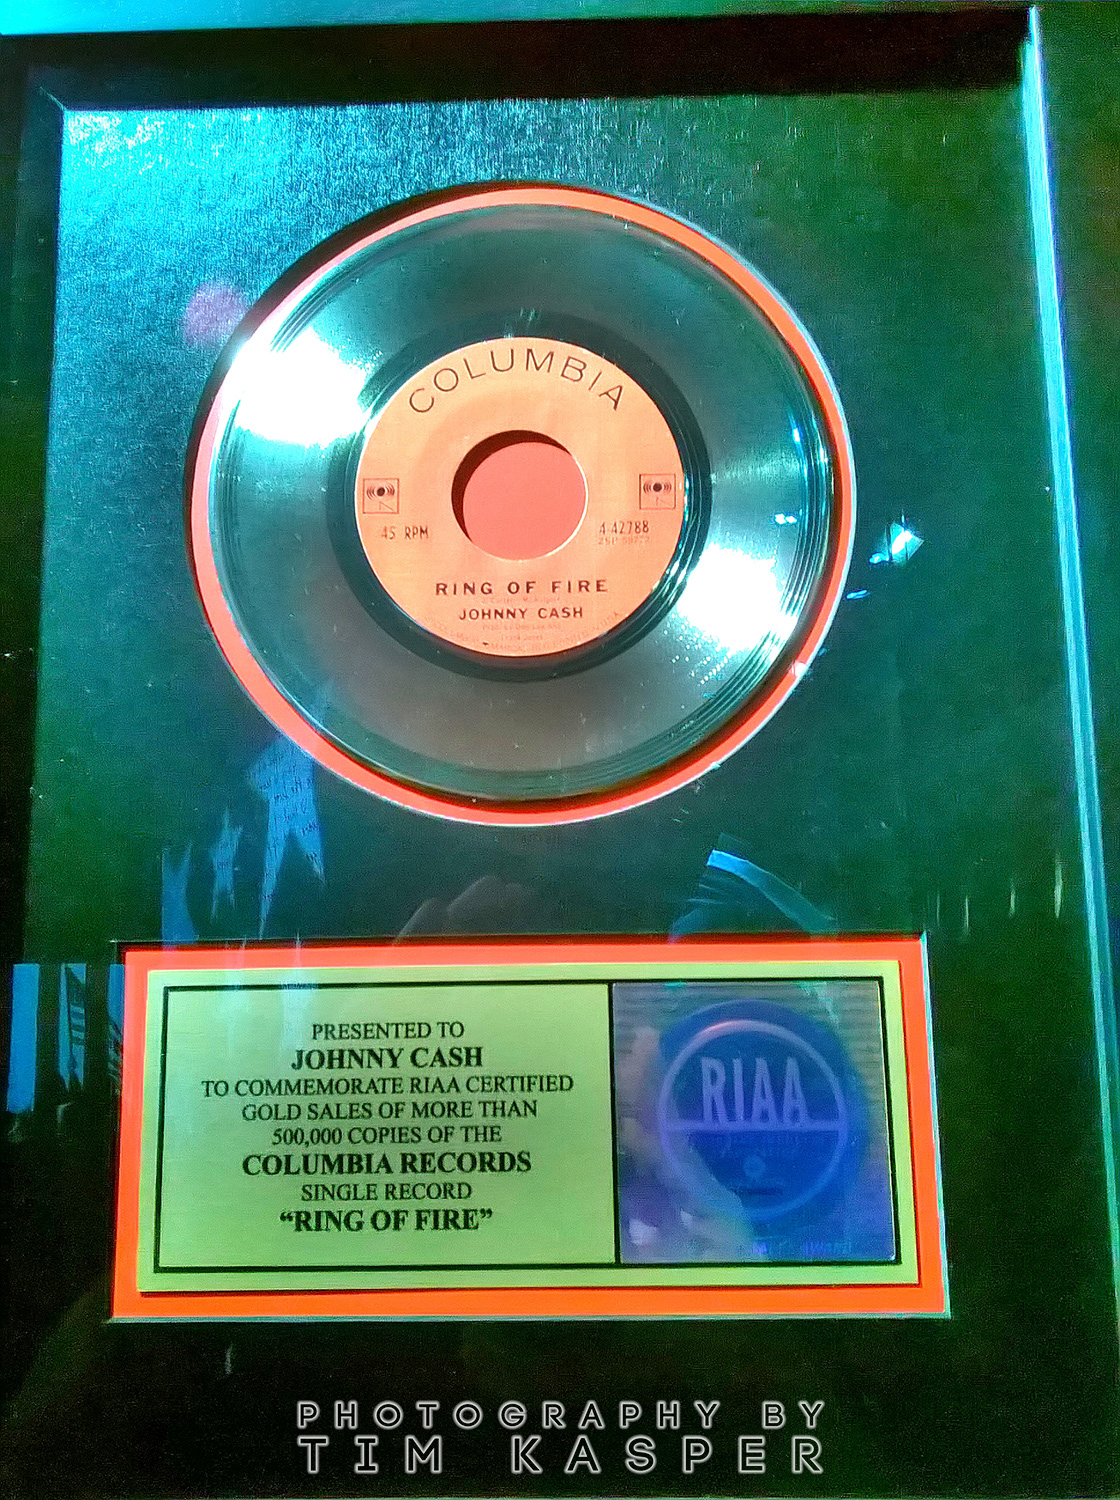 COLUMBIA
45 RPM
4-42788
RING OF FIRE
JOHNNY CASH
PRESENTED TO
JOHNNY CASH
TO COMMEMORATE RIAA CERTIFIED
GOLD SALES OF MORE THAN
500,000 COPIES OF THE
COLUMBIA RECORDS
SINGLE RECORD
“RING OF FIRE”
RIAA
PHOTOGRAPHY BY
TIM KASPER